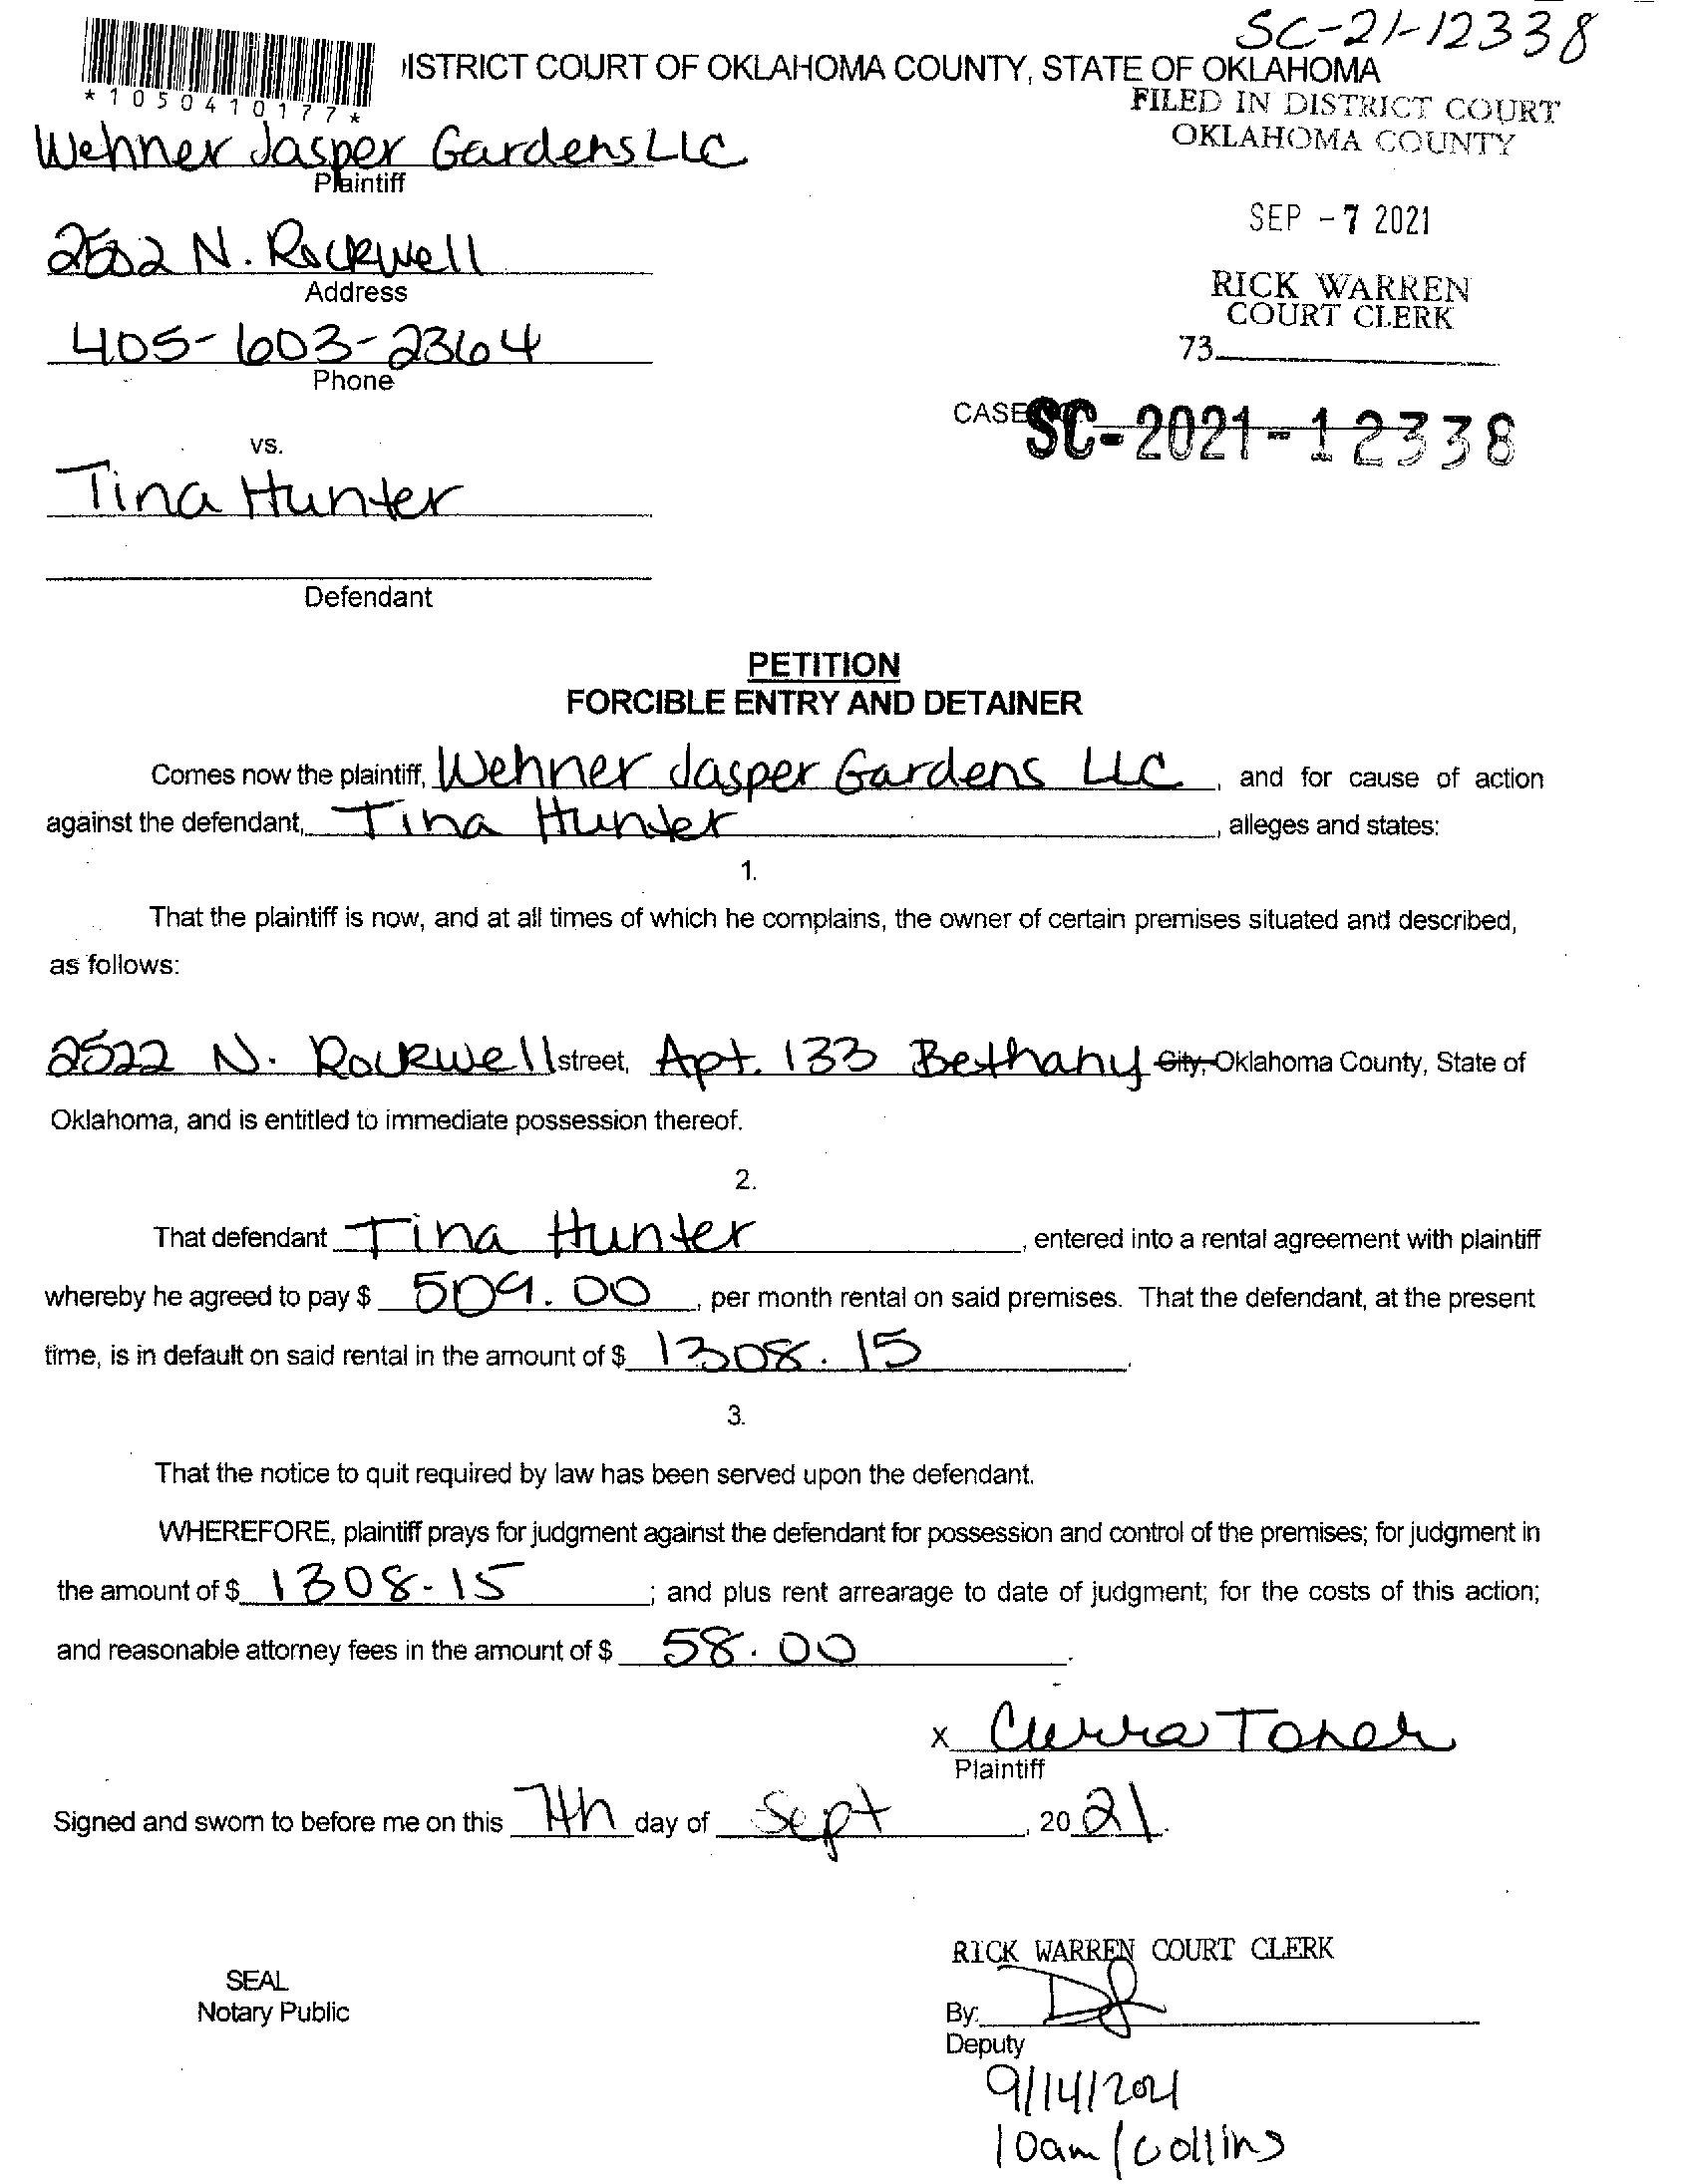 SC-21-12338
ISTRICT COURT OF OKLAHOMA COUNTY, STATE OF OKLAHOMA
*1050410177*
FILED IN DISTRICT COURT
OKLAHOMA COUNTY
Wehner Jasper Gardens LLC
Plaintiff
SEP -7 2021
N. Rockwell
Address
RICK WARREN
COURT CLERK
405-603-2364
Phone
73
CASE SC-2021-12338
vs.
Tina Hunter
Defendant
PETITION
FORCIBLE ENTRY AND DETAINER
Comes now the plaintiff, Wehner Jasper Gardens LLC, and for cause of action
against the defendant, Tina Hunter, alleges and states:
1.
That the plaintiff is now, and at all times of which he complains, the owner of certain premises situated and described,
as follows:
2522 N. Rockwell street, Apt. 133 Bethany City, Oklahoma County, State of
Oklahoma, and is entitled to immediate possession thereof.
2.
That defendant Tina Hunter, entered into a rental agreement with plaintiff
whereby he agreed to pay $ 509.00, per month rental on said premises. That the defendant, at the present
time, is in default on said rental in the amount of $ 1308.15.
3.
That the notice to quit required by law has been served upon the defendant.
WHEREFORE, plaintiff prays for judgment against the defendant for possession and control of the premises; for judgment in
the amount of $ 1308.15; and plus rent arrearage to date of judgment; for the costs of this action;
and reasonable attorney fees in the amount of $ 58.00.
X Toner
Plaintiff
Signed and sworn to before me on this 7th day of Sept, 2021.
RICK WARREN COURT CLERK
SEAL
Notary Public
By:
Deputy
9/14/2021
10am / Collins